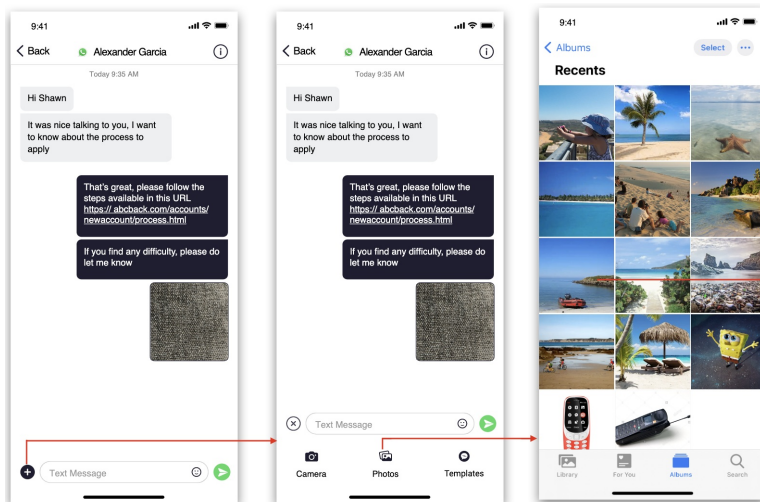 9:41
Back
Alexander Garcia
Today 9:35 AM
Hi Shawn
It was nice talking to you, I want
to know about the process to
apply
That's great, please follow the
steps available in this URL
https:// abcback.com/accounts/
newaccount/process.html
If you find any difficulty, please do
let me know
Text Message
9:41
Back
Alexander Garcia
Today 9:35 AM
Hi Shawn
It was nice talking to you, I want
to know about the process to
apply
That's great, please follow the
steps available in this URL
https:// abcback.com/accounts/
newaccount/process.html
If you find any difficulty, please do
let me know
Text Message
Camera
Photos
Templates
9:41
Albums
Select
Recents
Library
For You
Albums
Search